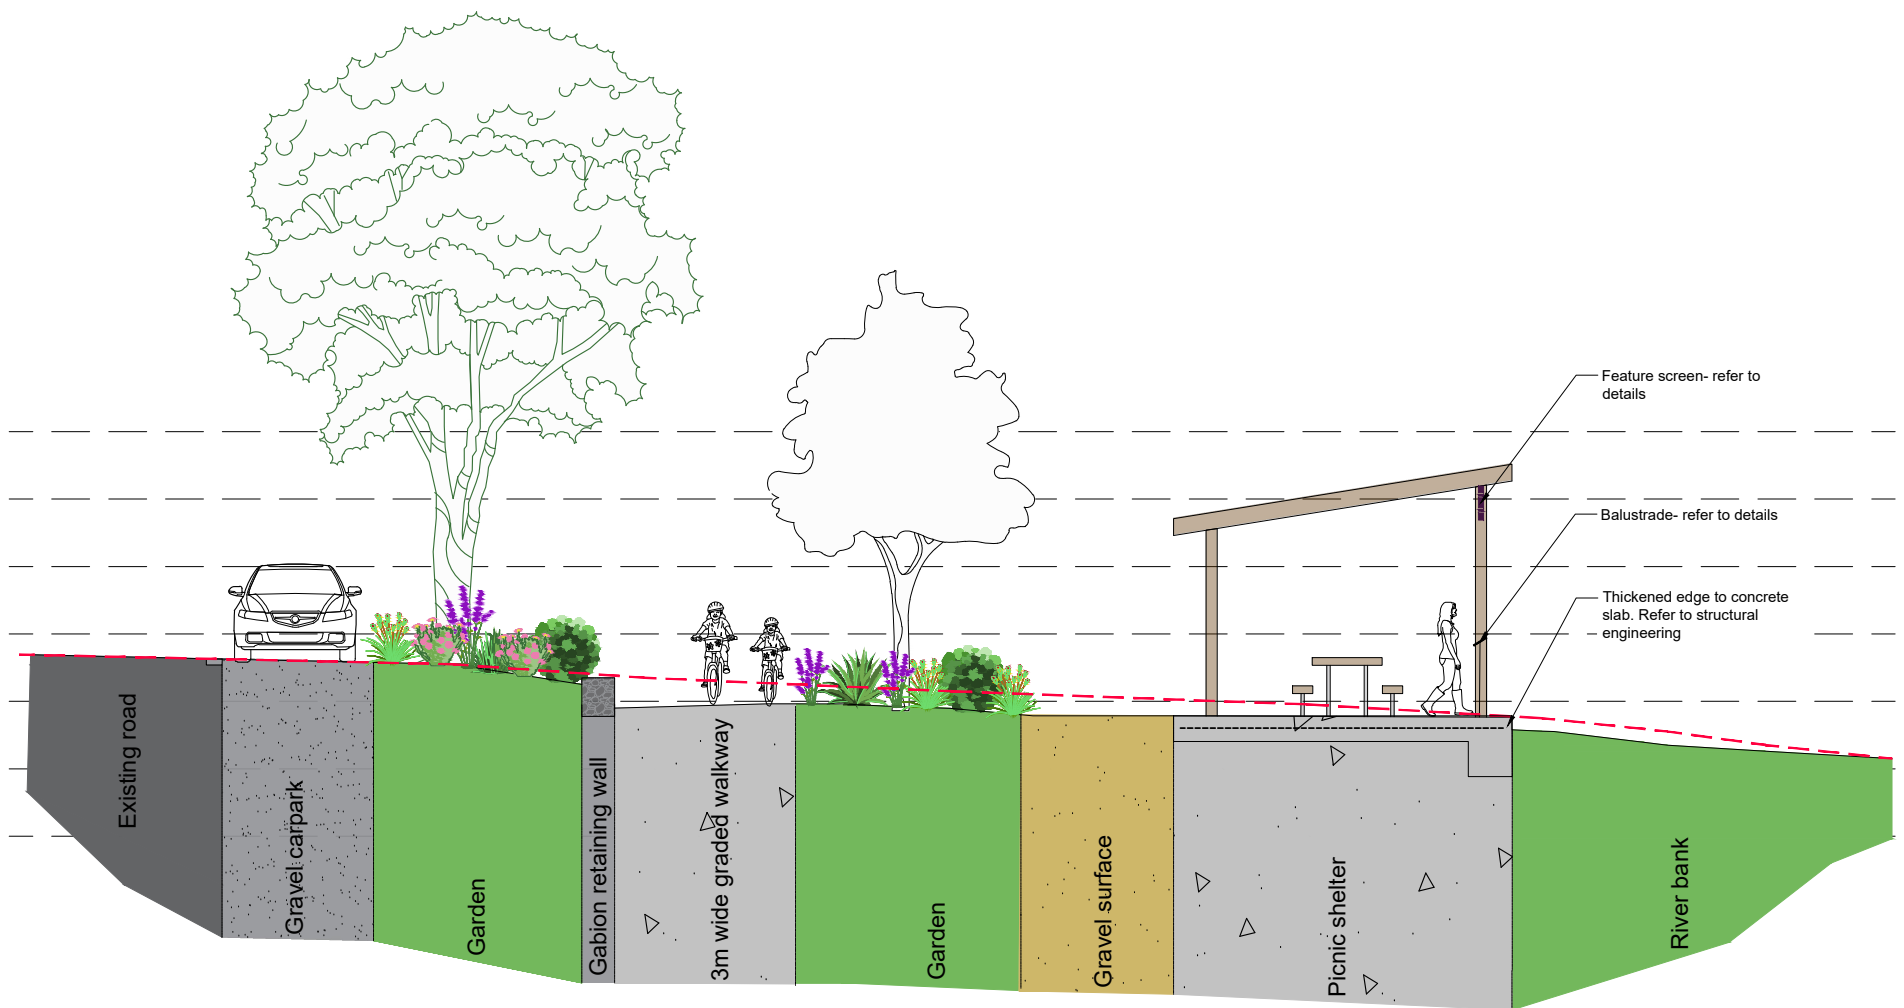 Feature screen- refer to
details
Balustrade- refer to details
Thickened edge to concrete
slab. Refer to structural
engineering
Existing road
Gravel carpark
Garden
Gabion retaining wall
3m wide graded walkway
Garden
Gravel surface
Picnic shelter
River bank